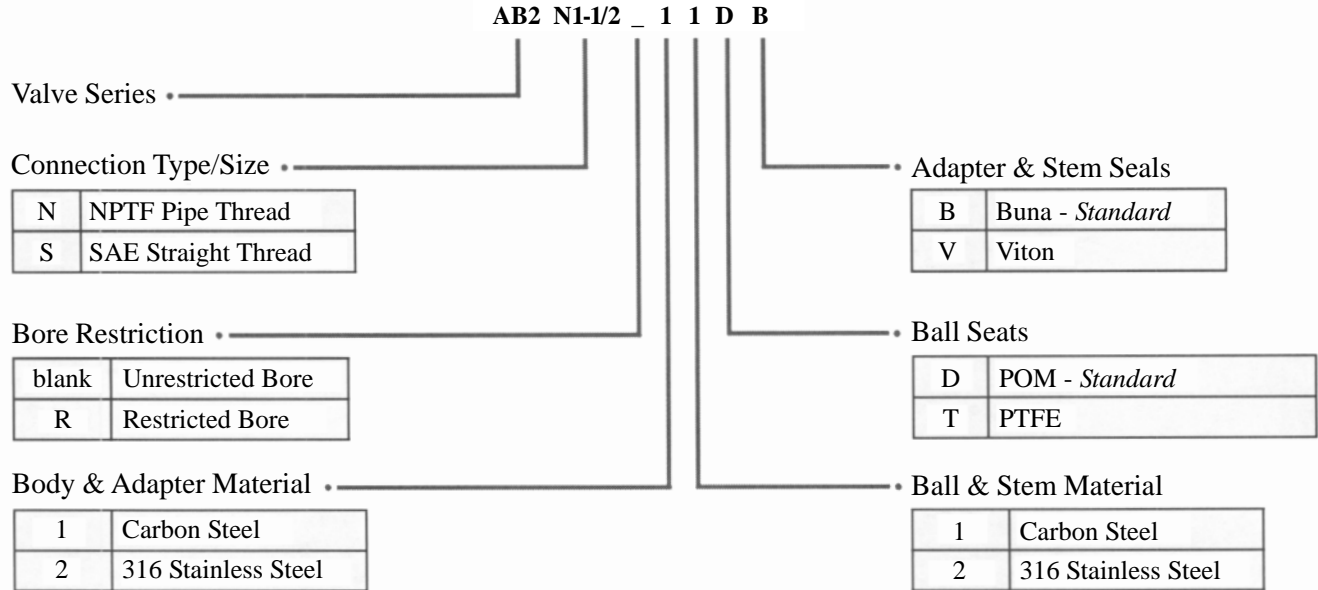 AB2 N1-1/2 _ 1 1 D B
Valve Series
Connection Type/Size
N NPTF Pipe Thread
S SAE Straight Thread
Bore Restriction
blank Unrestricted Bore
R Restricted Bore
Body & Adapter Material
1 Carbon Steel
2 316 Stainless Steel
Adapter & Stem Seals
B Buna - Standard
V Viton
Ball Seats
D POM - Standard
T PTFE
Ball & Stem Material
1 Carbon Steel
2 316 Stainless Steel